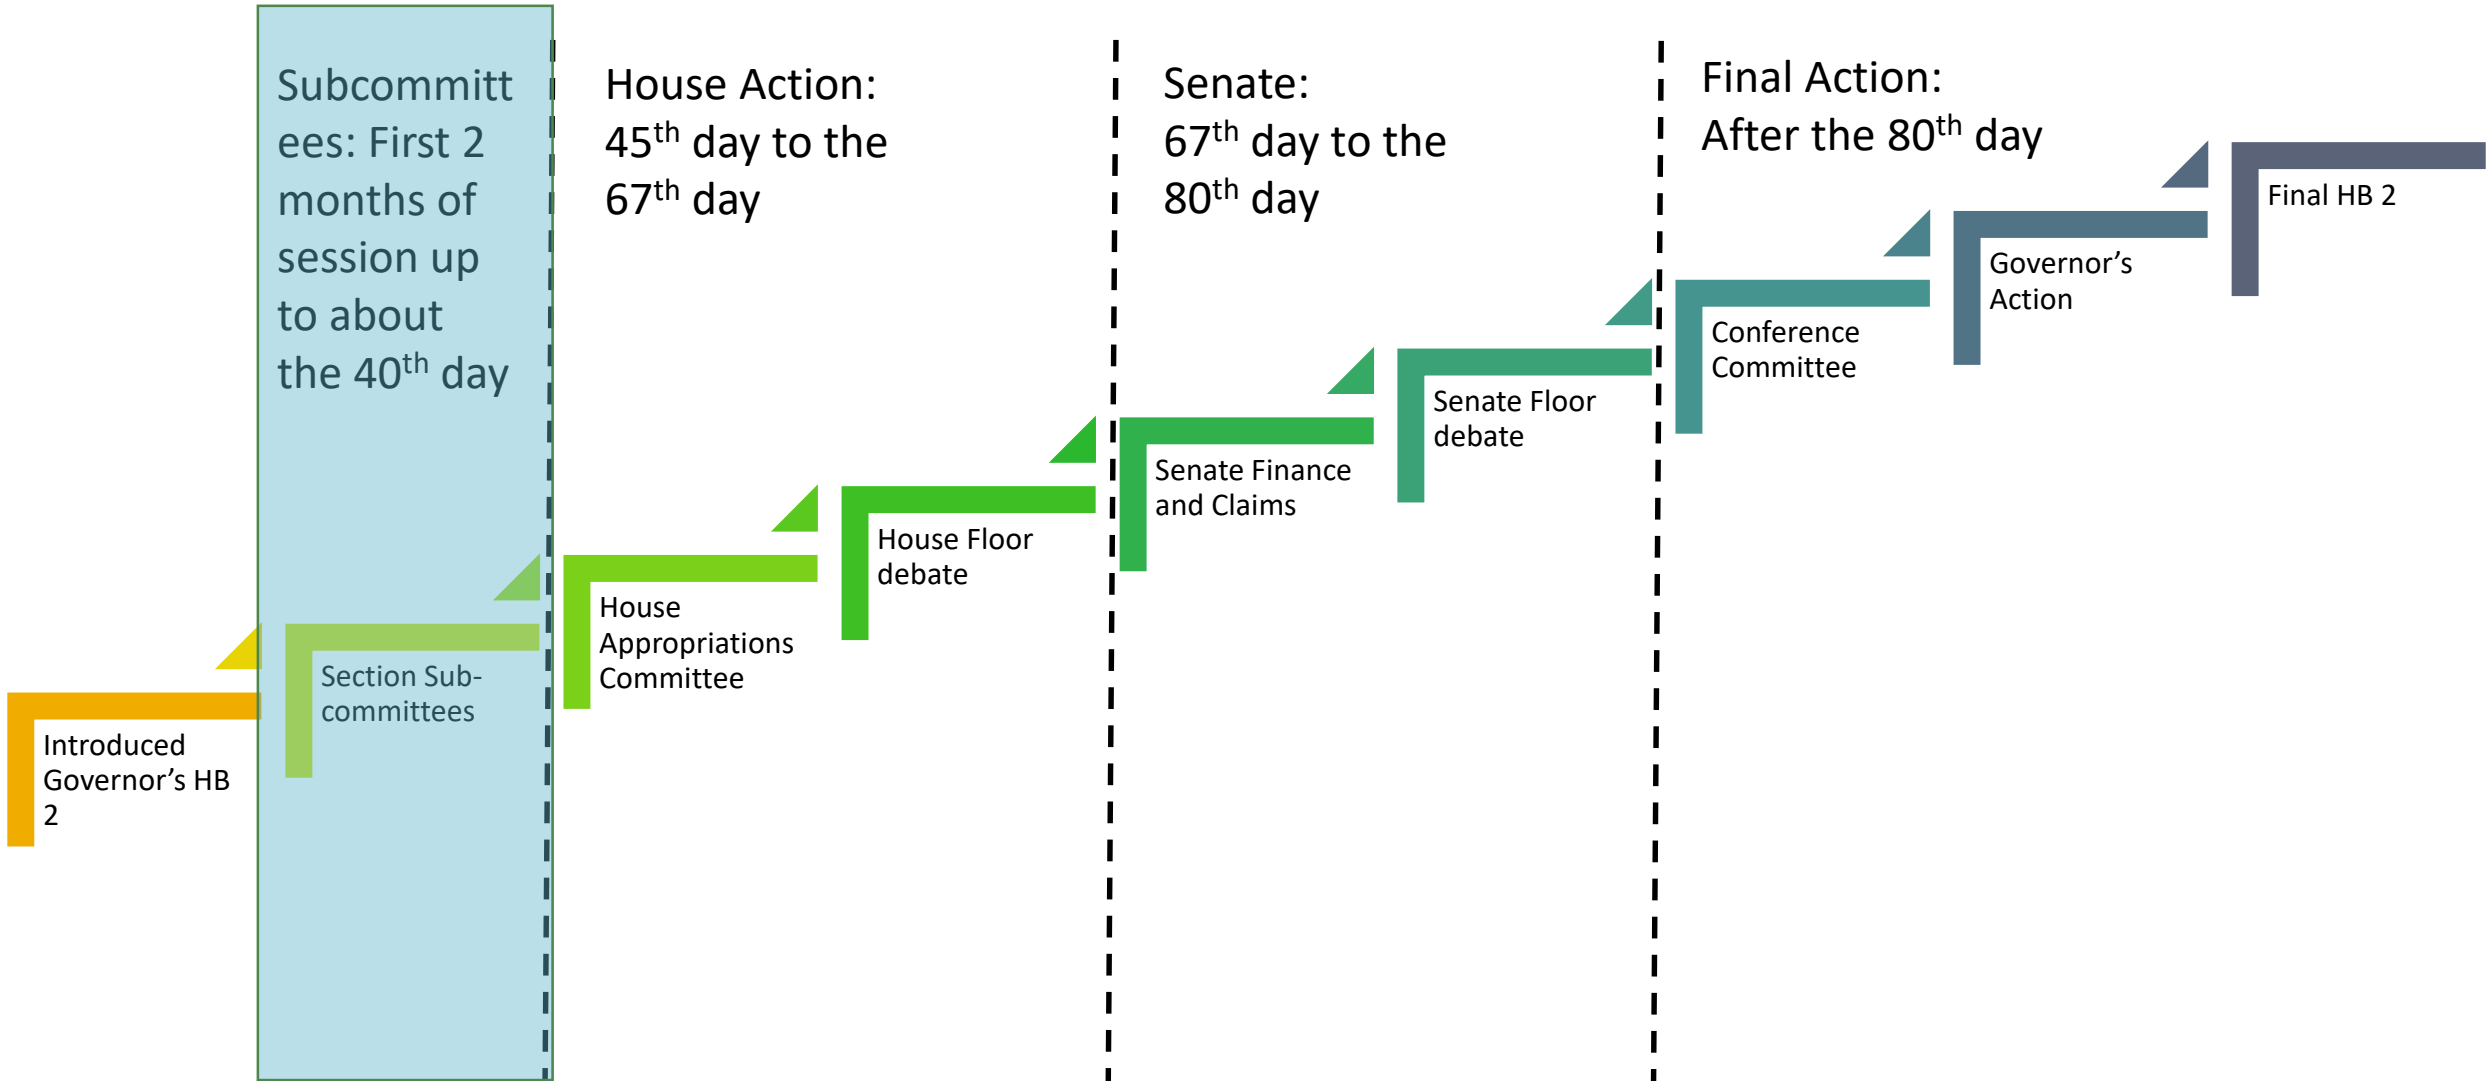 Subcommitt
ees: First 2
months of
session up
to about
the 40th day
House Action:
45th day to the
67th day
Senate:
67th day to the
80th day
Final Action:
After the 80th day
Introduced
Governor’s HB
2
Section Sub-
committees
House
Appropriations
Committee
House Floor
debate
Senate Finance
and Claims
Senate Floor
debate
Conference
Committee
Governor’s
Action
Final HB 2